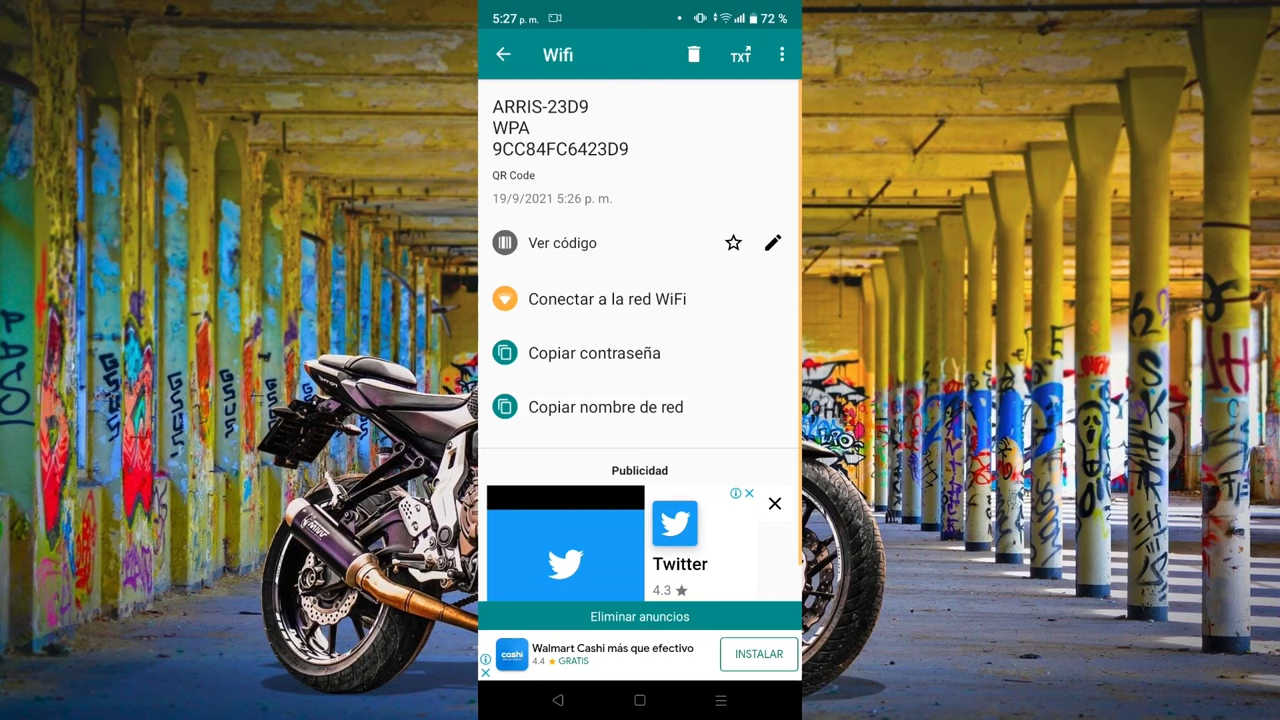 5:27 p. m.
72 %
Wifi
TXT
ARRIS-23D9
WPA
9CC84FC6423D9
QR Code
19/9/2021 5:26 p. m.
Ver código
Conectar a la red WiFi
Copiar contraseña
Copiar nombre de red
Publicidad
Twitter
4.3 ★
Eliminar anuncios
cashi
Walmart Cashi más que efectivo
4.4 ★ GRATIS
INSTALAR